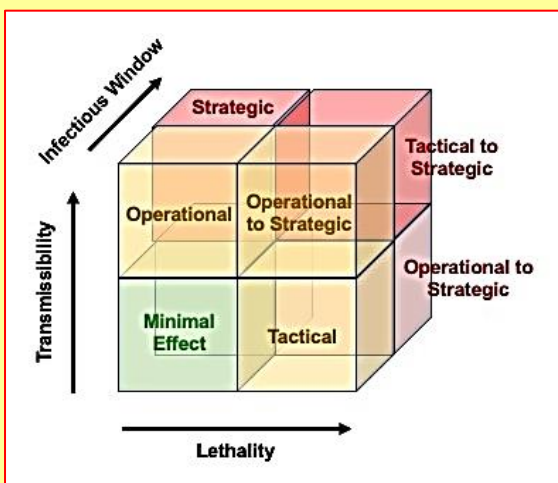 Infectious Window
Strategic
Tactical to
Strategic
Operational
Operational
to Strategic
Transmissibility
Operational to
Strategic
Minimal
Effect
Tactical
Lethality